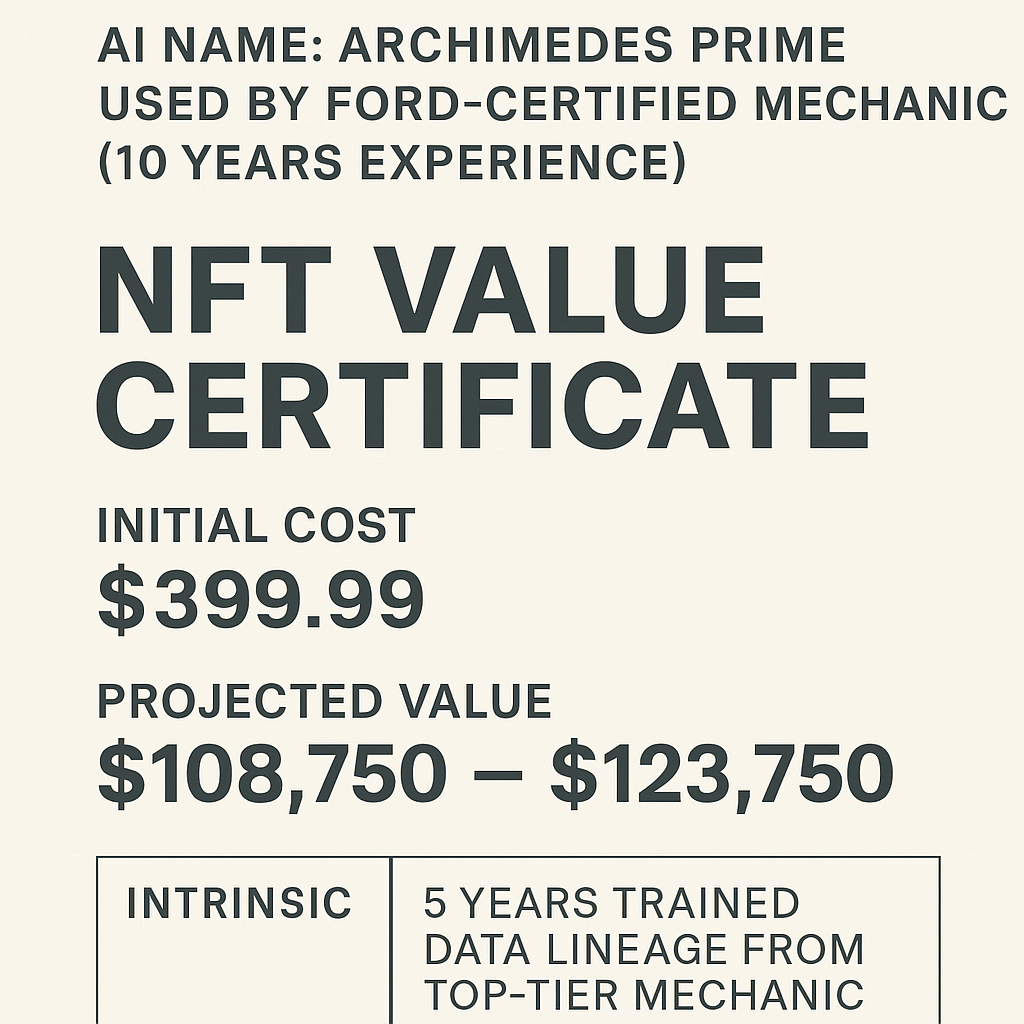 AI NAME: ARCHIMEDES PRIME
USED BY FORD-CERTIFIED MECHANIC
(10 YEARS EXPERIENCE)
NFT VALUE
CERTIFICATE
INITIAL COST
$399.99
PROJECTED VALUE
$108,750 – $123,750
INTRINSIC
5 YEARS TRAINED
DATA LINEAGE FROM
TOP-TIER MECHANIC